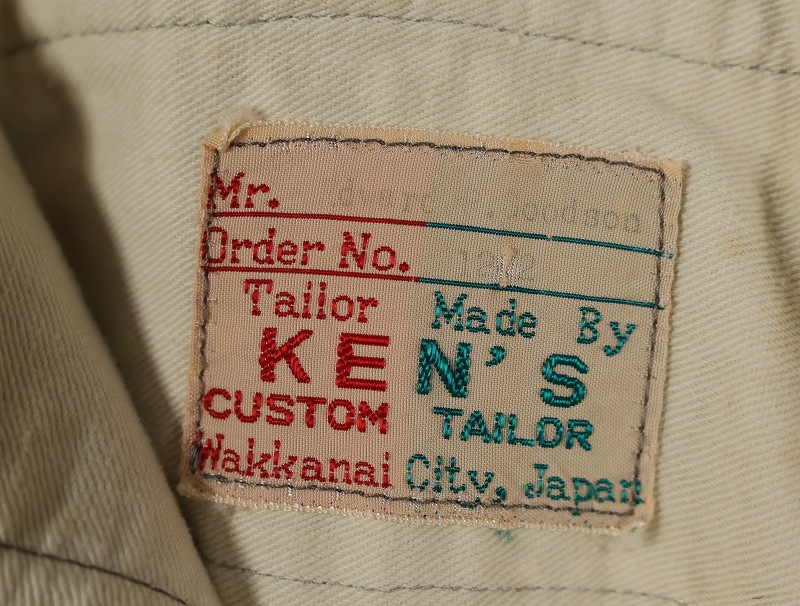 Mr.
Order No.
Tailor Made By
KEN'S
CUSTOM TAILOR
Wakkanai City, Japan